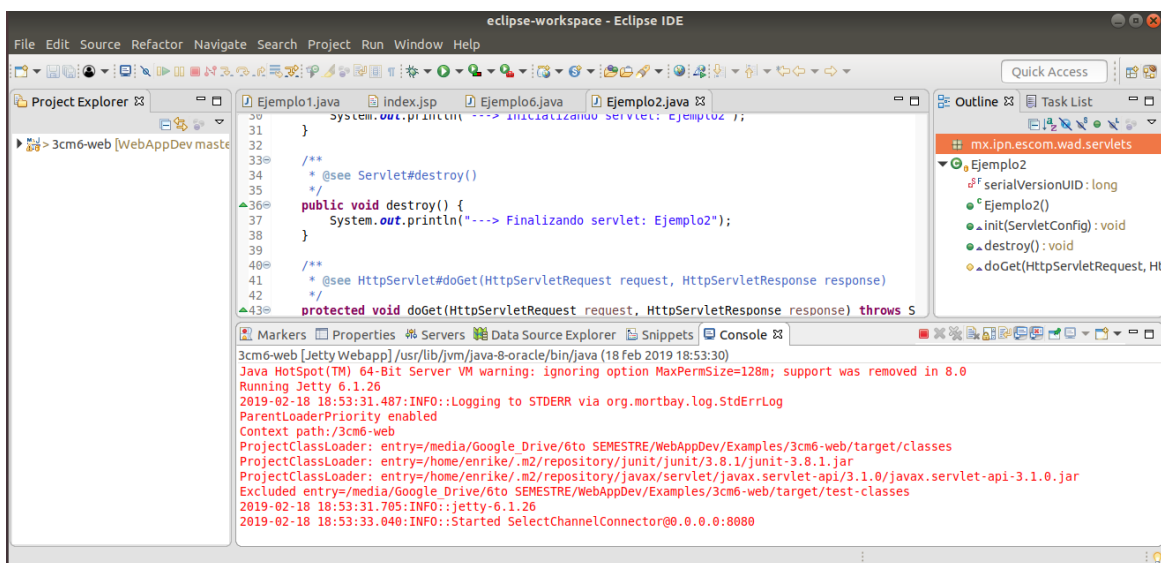 eclipse-workspace - Eclipse IDE
File Edit Source Refactor Navigate Search Project Run Window Help
Quick Access
Project Explorer
> 3cm6-web [WebAppDev maste
Ejemplo1.java index.jsp Ejemplo6.java Ejemplo2.java
30 System.out.println("---> Inicializando servlet: Ejemplo2");
31 }
32
33 /**
34 * @see Servlet#destroy()
35 */
36 public void destroy() {
37 System.out.println("---> Finalizando servlet: Ejemplo2");
38 }
39
40 /**
41 * @see HttpServlet#doGet(HttpServletRequest request, HttpServletResponse response)
42 */
43 protected void doGet(HttpServletRequest request, HttpServletResponse response) throws S
Outline Task List
mx.ipn.escom.wad.servlets
Ejemplo2
serialVersionUID : long
Ejemplo2()
init(ServletConfig) : void
destroy() : void
doGet(HttpServletRequest, Ht
Markers Properties Servers Data Source Explorer Snippets Console
3cm6-web [Jetty Webapp] /usr/lib/jvm/java-8-oracle/bin/java (18 feb 2019 18:53:30)
Java HotSpot(TM) 64-Bit Server VM warning: ignoring option MaxPermSize=128m; support was removed in 8.0
Running Jetty 6.1.26
2019-02-18 18:53:31.487:INFO::Logging to STDERR via org.mortbay.log.StdErrLog
ParentLoaderPriority enabled
Context path:/3cm6-web
ProjectClassLoader: entry=/media/Google_Drive/6to SEMESTRE/WebAppDev/Examples/3cm6-web/target/classes
ProjectClassLoader: entry=/home/enrike/.m2/repository/junit/junit/3.8.1/junit-3.8.1.jar
ProjectClassLoader: entry=/home/enrike/.m2/repository/javax/servlet/javax.servlet-api/3.1.0/javax.servlet-api-3.1.0.jar
Excluded entry=/media/Google_Drive/6to SEMESTRE/WebAppDev/Examples/3cm6-web/target/test-classes
2019-02-18 18:53:31.705:INFO::jetty-6.1.26
2019-02-18 18:53:33.040:INFO::Started SelectChannelConnector@0.0.0.0:8080